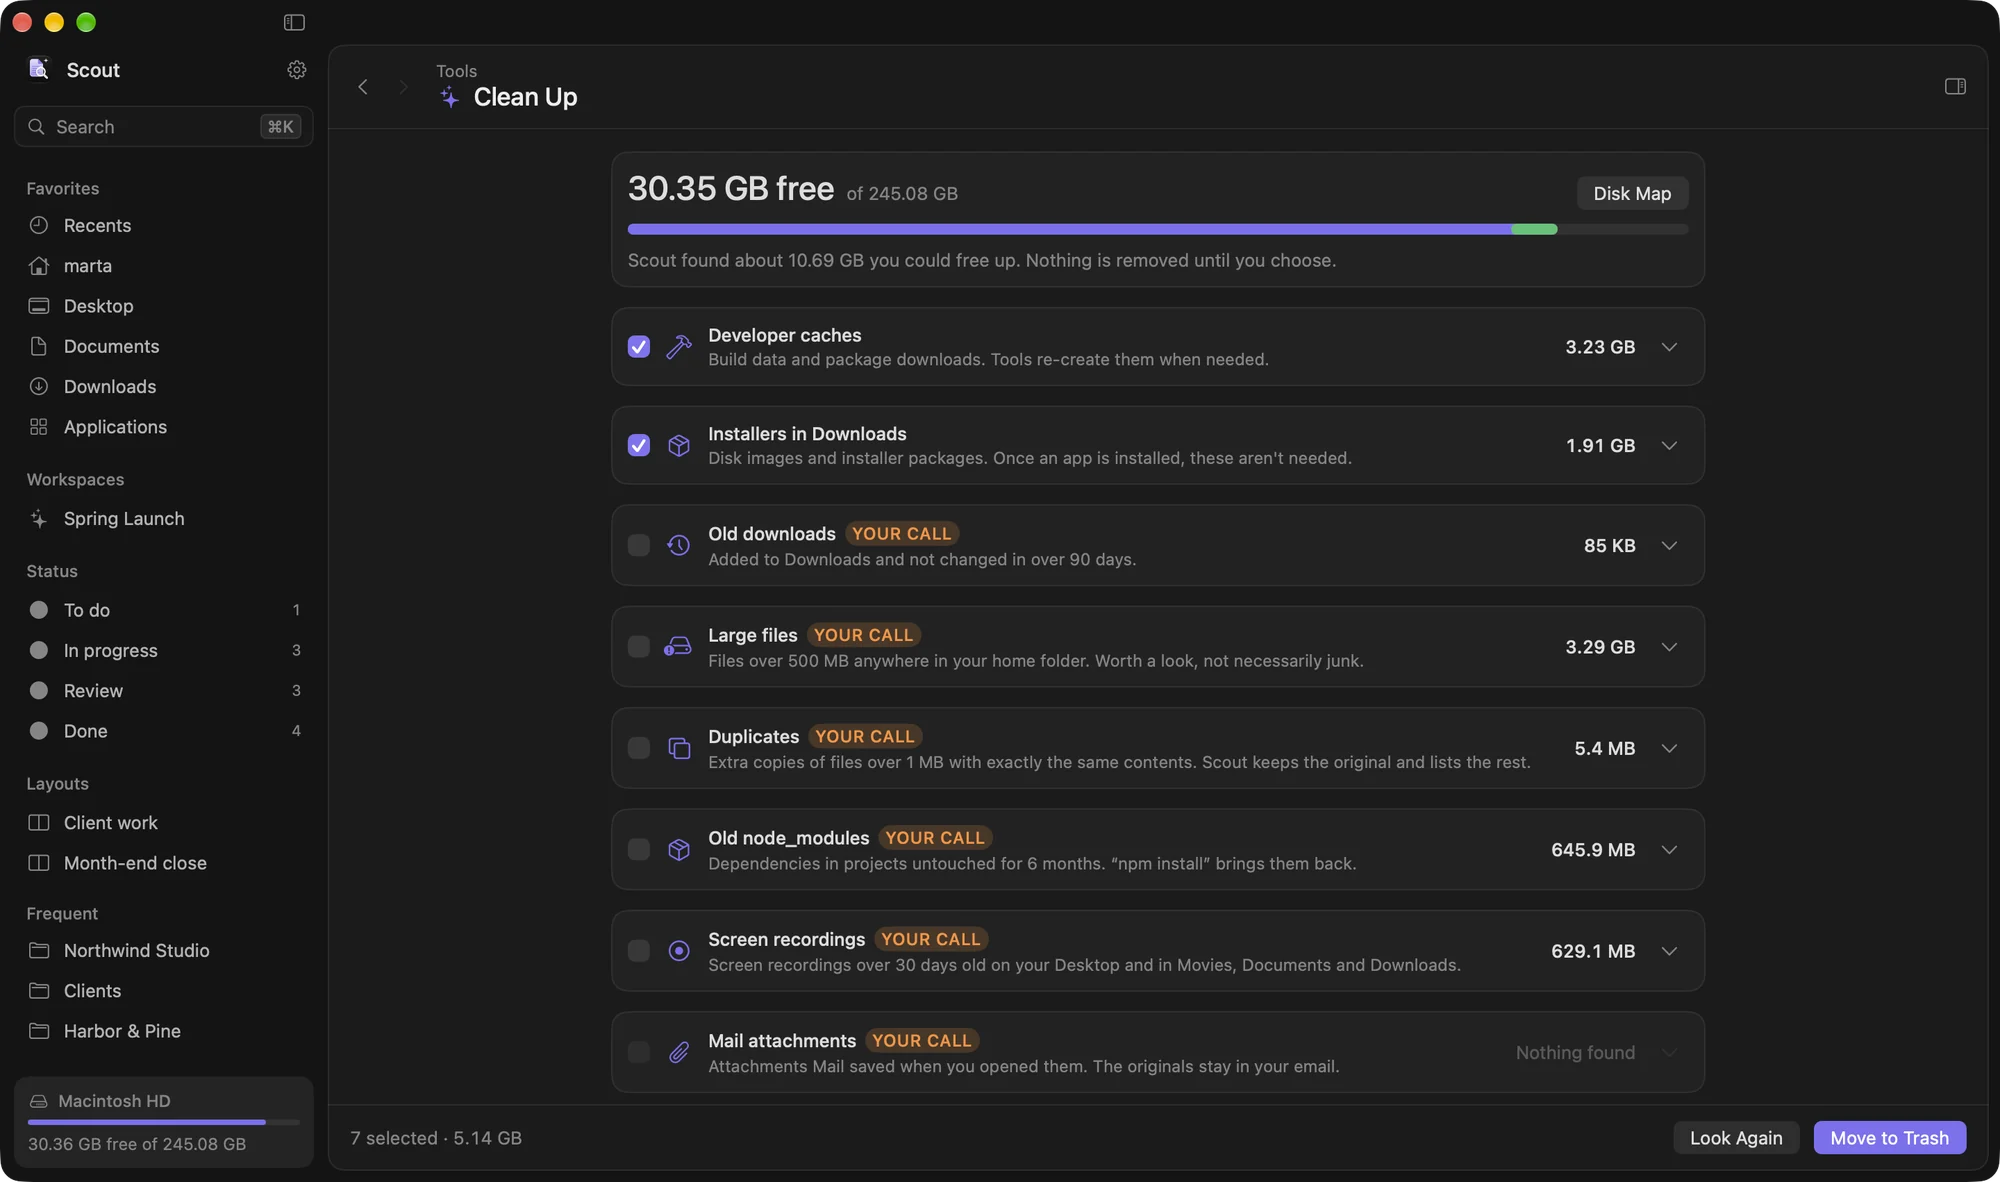 Scout
Search ⌘K
Favorites
Recents
marta
Desktop
Documents
Downloads
Applications
Workspaces
Spring Launch
Status
To do 1
In progress 3
Review 3
Done 4
Layouts
Client work
Month-end close
Frequent
Northwind Studio
Clients
Harbor & Pine
Macintosh HD
30.36 GB free of 245.08 GB
Tools
Clean Up
30.35 GB free of 245.08 GB
Disk Map
Scout found about 10.69 GB you could free up. Nothing is removed until you choose.
Developer caches
Build data and package downloads. Tools re-create them when needed.
3.23 GB
Installers in Downloads
Disk images and installer packages. Once an app is installed, these aren't needed.
1.91 GB
Old downloads YOUR CALL
Added to Downloads and not changed in over 90 days.
85 KB
Large files YOUR CALL
Files over 500 MB anywhere in your home folder. Worth a look, not necessarily junk.
3.29 GB
Duplicates YOUR CALL
Extra copies of files over 1 MB with exactly the same contents. Scout keeps the original and lists the rest.
5.4 MB
Old node_modules YOUR CALL
Dependencies in projects untouched for 6 months. “npm install” brings them back.
645.9 MB
Screen recordings YOUR CALL
Screen recordings over 30 days old on your Desktop and in Movies, Documents and Downloads.
629.1 MB
Mail attachments YOUR CALL
Attachments Mail saved when you opened them. The originals stay in your email.
Nothing found
7 selected · 5.14 GB
Look Again
Move to Trash